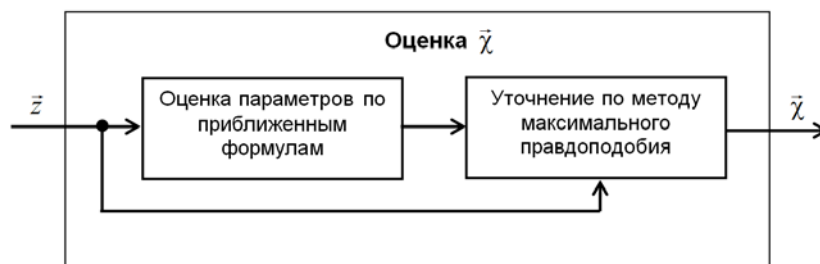 Оценка χ⃗
z⃗
Оценка параметров по
приближенным
формулам
Уточнение по методу
максимального
правдоподобия
χ⃗